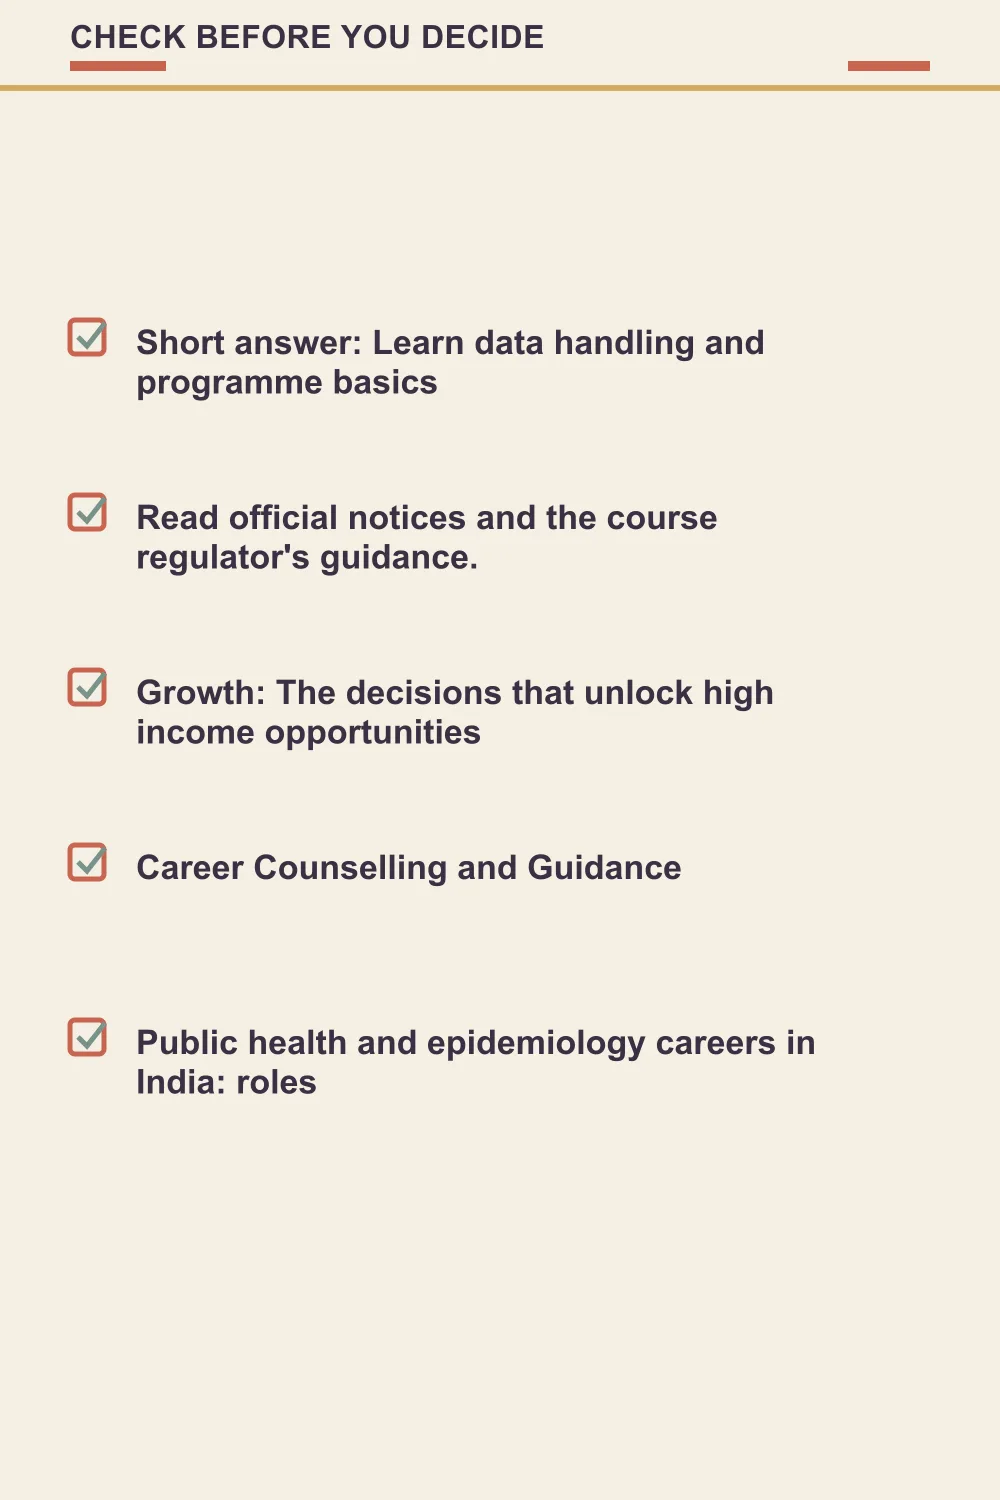 CHECK BEFORE YOU DECIDE
Short answer: Learn data handling and
programme basics
Read official notices and the course
regulator's guidance.
Growth: The decisions that unlock high
income opportunities
Career Counselling and Guidance
Public health and epidemiology careers in
India: roles